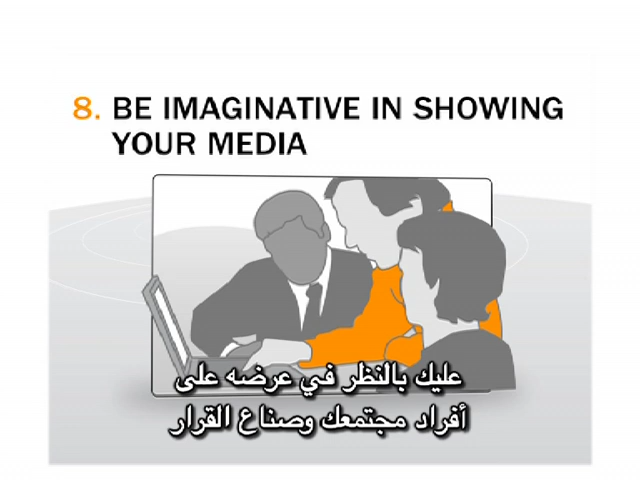 8. BE IMAGINATIVE IN SHOWING
YOUR MEDIA
عليك بالنظر في عرضه على
أفراد مجتمعك وصناع القرار